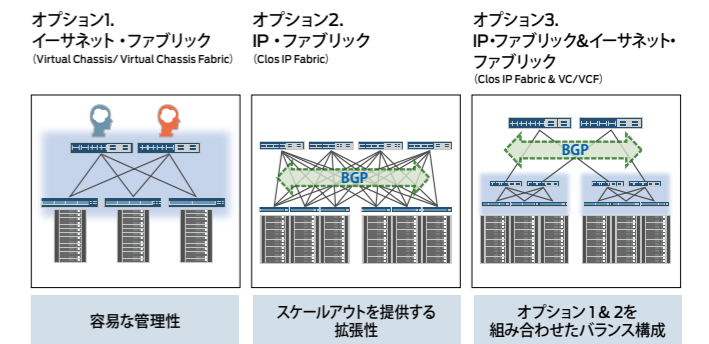 オプション1.
イーサネット・ファブリック
(Virtual Chassis/ Virtual Chassis Fabric)
オプション2.
IP・ファブリック
(Clos IP Fabric)
BGP
オプション3.
IP・ファブリック&イーサネット・
ファブリック
(Clos IP Fabric & VC/VCF)
BGP
容易な管理性
スケールアウトを提供する
拡張性
オプション1& 2を
組み合わせたバランス構成